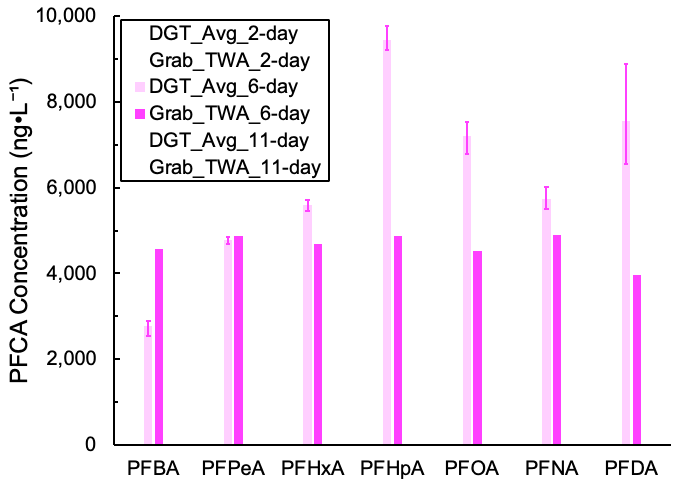 PFCA Concentration (ng•L⁻¹)
10,000
8,000
6,000
4,000
2,000
0
DGT_Avg_2-day
Grab_TWA_2-day
DGT_Avg_6-day
Grab_TWA_6-day
DGT_Avg_11-day
Grab_TWA_11-day
PFBA PFPeA PFHxA PFHpA PFOA PFNA PFDA